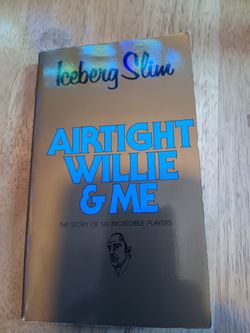 Iceberg Slim
AIRTIGHT
WILLIE
& ME
THE STORY OF SIX INCREDIBLE PLAYERS